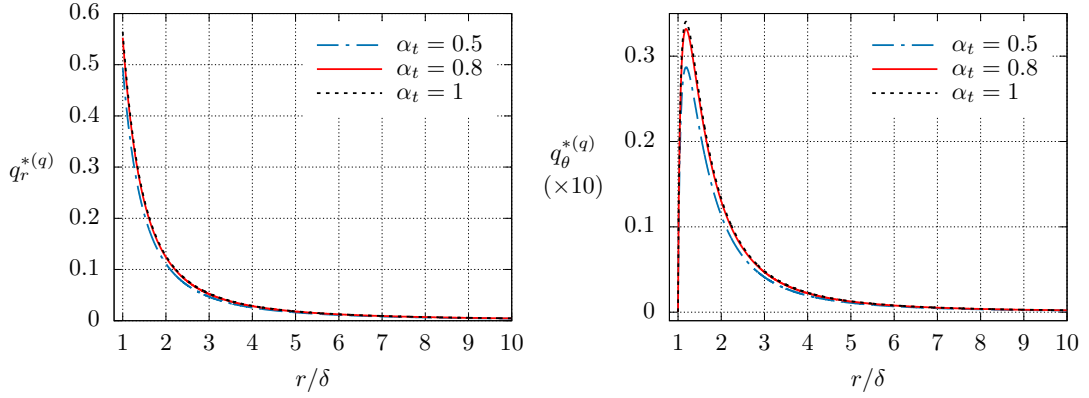 0.6
0.5
0.4
0.3
0.2
0.1
0
q_r^{*(q)}
α_t = 0.5
α_t = 0.8
α_t = 1
1 2 3 4 5 6 7 8 9 10
r/δ
0.3
0.2
0.1
0
q_θ^{*(q)}
(×10)
α_t = 0.5
α_t = 0.8
α_t = 1
1 2 3 4 5 6 7 8 9 10
r/δ